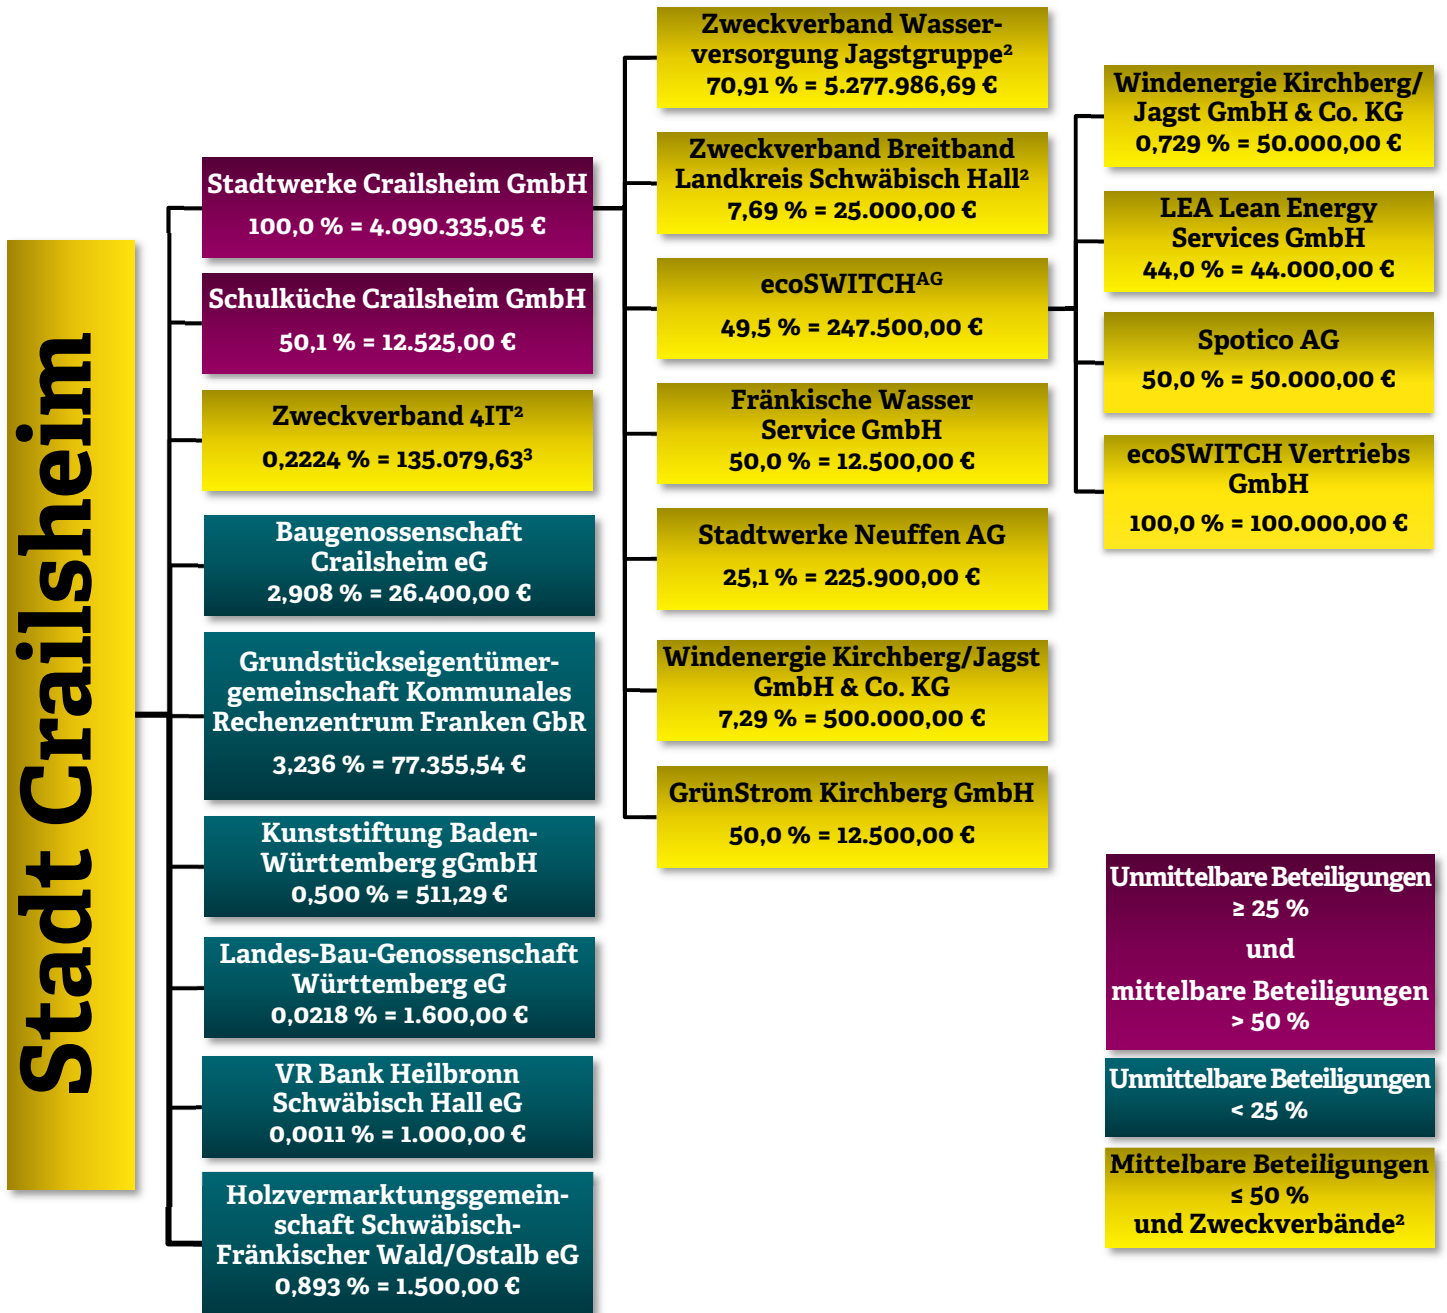 Stadt Crailsheim
Stadtwerke Crailsheim GmbH
100,0 % = 4.090.335,05 €
Schulküche Crailsheim GmbH
50,1 % = 12.525,00 €
Zweckverband 4IT²
0,2224 % = 135.079,63³
Baugenossenschaft
Crailsheim eG
2,908 % = 26.400,00 €
Grundstückseigentümer-
gemeinschaft Kommunales
Rechenzentrum Franken GbR
3,236 % = 77.355,54 €
Kunststiftung Baden-
Württemberg gGmbH
0,500 % = 511,29 €
Landes-Bau-Genossenschaft
Württemberg eG
0,0218 % = 1.600,00 €
VR Bank Heilbronn
Schwäbisch Hall eG
0,0011 % = 1.000,00 €
Holzvermarktungsgemein-
schaft Schwäbisch-
Fränkischer Wald/Ostalb eG
0,893 % = 1.500,00 €
Zweckverband Wasser-
versorgung Jagstgruppe²
70,91 % = 5.277.986,69 €
Zweckverband Breitband
Landkreis Schwäbisch Hall²
7,69 % = 25.000,00 €
ecoSWITCHᴬᴳ
49,5 % = 247.500,00 €
Fränkische Wasser
Service GmbH
50,0 % = 12.500,00 €
Stadtwerke Neuffen AG
25,1 % = 225.900,00 €
Windenergie Kirchberg/Jagst
GmbH & Co. KG
7,29 % = 500.000,00 €
GrünStrom Kirchberg GmbH
50,0 % = 12.500,00 €
Windenergie Kirchberg/
Jagst GmbH & Co. KG
0,729 % = 50.000,00 €
LEA Lean Energy
Services GmbH
44,0 % = 44.000,00 €
Spotico AG
50,0 % = 50.000,00 €
ecoSWITCH Vertriebs
GmbH
100,0 % = 100.000,00 €
Unmittelbare Beteiligungen
≥ 25 %
und
mittelbare Beteiligungen
> 50 %
Unmittelbare Beteiligungen
< 25 %
Mittelbare Beteiligungen
≤ 50 %
und Zweckverbände²